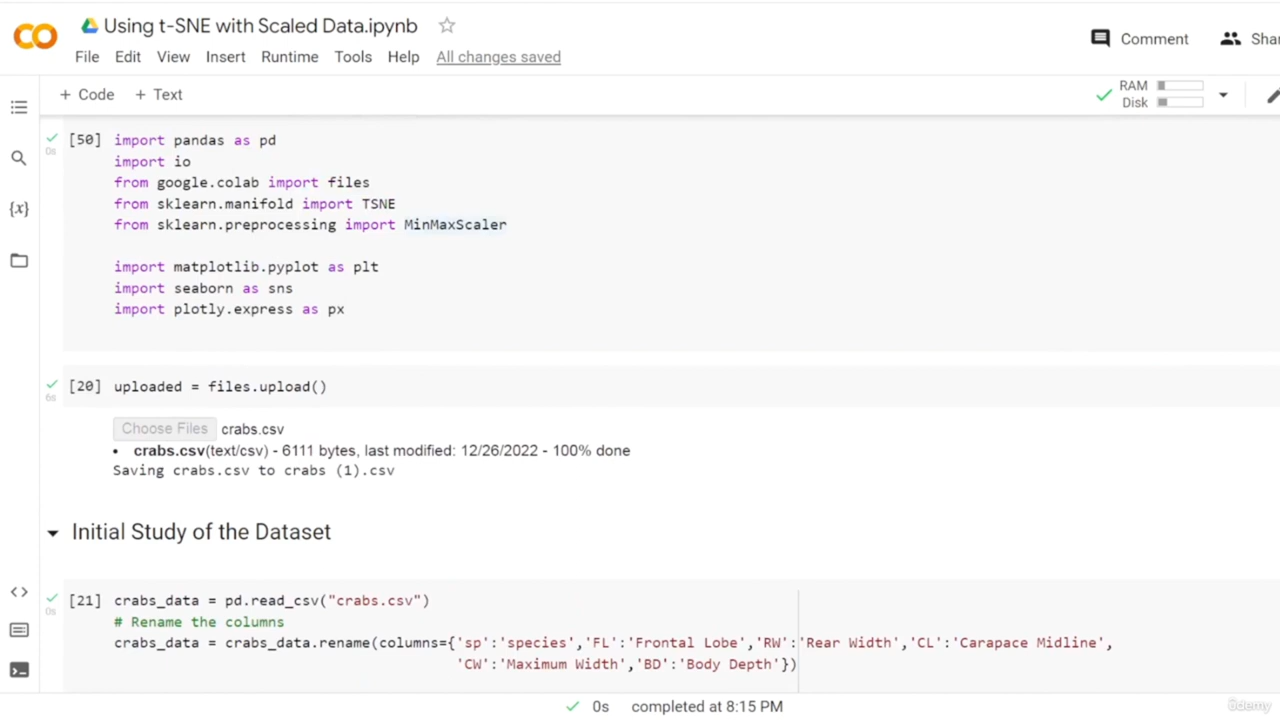 Using t-SNE with Scaled Data.ipynb
File Edit View Insert Runtime Tools Help All changes saved
Comment
+ Code + Text
RAM
Disk
[50] import pandas as pd
0s
import io
from google.colab import files
from sklearn.manifold import TSNE
from sklearn.preprocessing import MinMaxScaler
import matplotlib.pyplot as plt
import seaborn as sns
import plotly.express as px
[20] uploaded = files.upload()
6s
Choose Files crabs.csv
• crabs.csv(text/csv) - 6111 bytes, last modified: 12/26/2022 - 100% done
Saving crabs.csv to crabs (1).csv
Initial Study of the Dataset
[21] crabs_data = pd.read_csv("crabs.csv")
0s
# Rename the columns
crabs_data = crabs_data.rename(columns={'sp':'species','FL':'Frontal Lobe','RW':'Rear Width','CL':'Carapace Midline',
'CW':'Maximum Width','BD':'Body Depth'})
0s completed at 8:15 PM
ûdemy